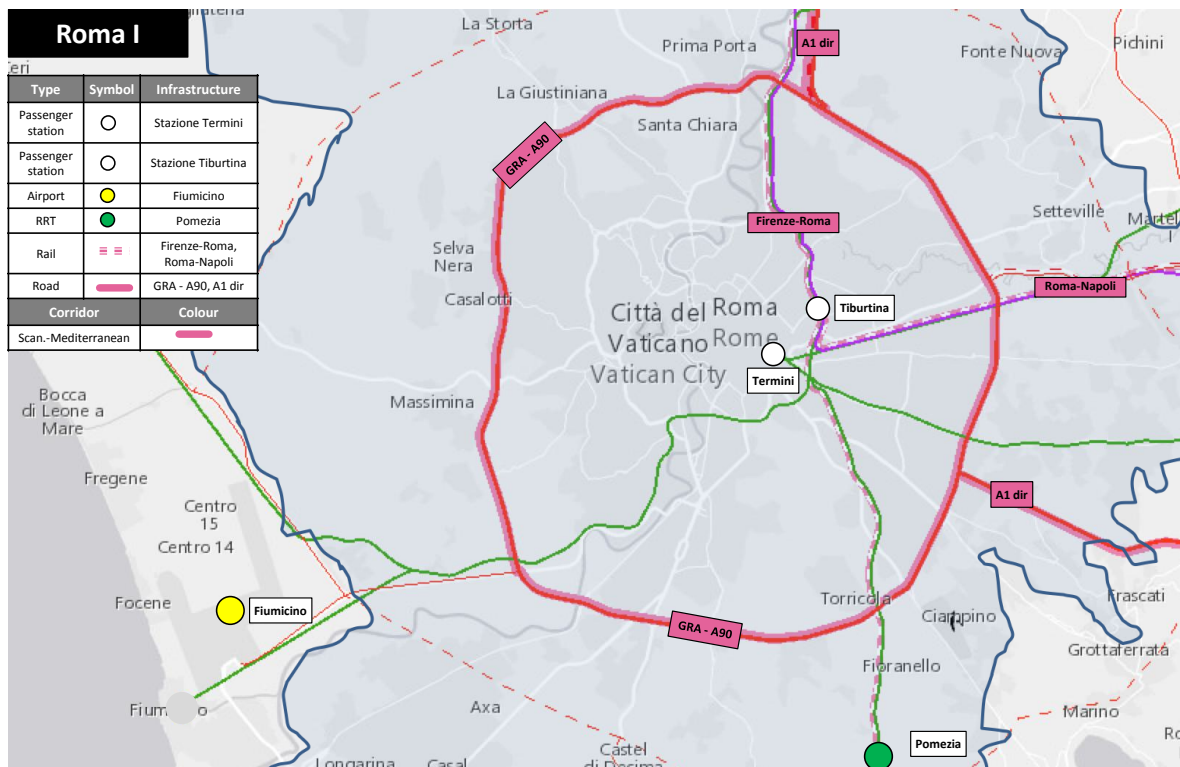 Roma I
Type Symbol Infrastructure
Passenger
station
Stazione Termini
Passenger
station
Stazione Tiburtina
Airport Fiumicino
RRT Pomezia
Rail
Firenze-Roma,
Roma-Napoli
Road GRA - A90, A1 dir
Corridor Colour
Scan.-Mediterranean
La Storta
Prima Porta
A1 dir
Fonte Nuova
Pichini
La Giustiniana
Santa Chiara
GRA - A90
Firenze-Roma
Setteville
Selva
Nera
Casalotti
Roma-Napoli
Città del
Vaticano
Vatican City
Roma
Rome
Tiburtina
Termini
Bocca
di Leone a
Mare
Massimina
Fregene
Centro
15
Centro 14
A1 dir
Focene
Fiumicino
Torricola
Ciampino
Frascati
GRA - A90
Grottaferrata
Fioranello
Axa
Marino
Pomezia
Castel
di Decima
Longarina
Casal